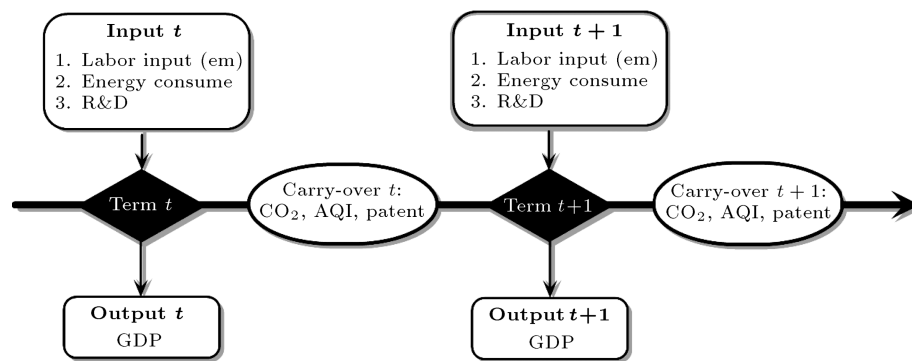 Input t
1. Labor input (em)
2. Energy consume
3. R&D
Input t + 1
1. Labor input (em)
2. Energy consume
3. R&D
Term t
Carry-over t:
CO₂, AQI, patent
Term t+1
Carry-over t + 1:
CO₂, AQI, patent
Output t
GDP
Output t+1
GDP